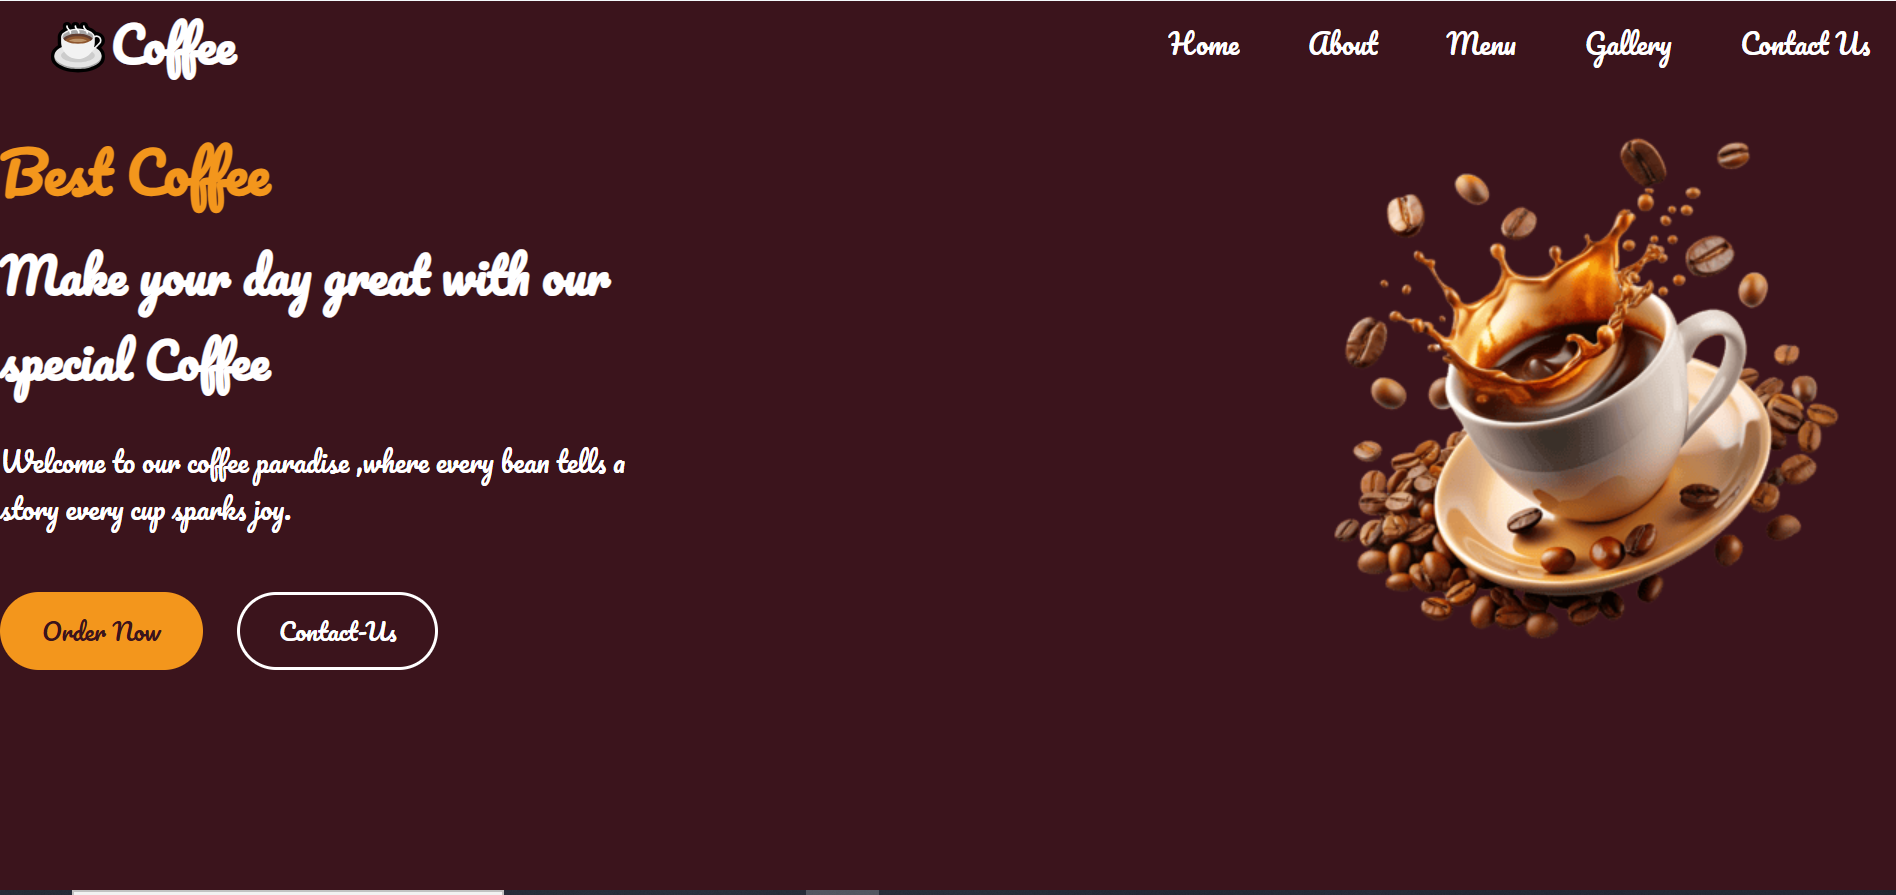 Coffee
Home About Menu Gallery Contact Us
Best Coffee
Make your day great with our
special Coffee
Welcome to our coffee paradise ,where every bean tells a
story every cup sparks joy.
Order Now Contact-Us